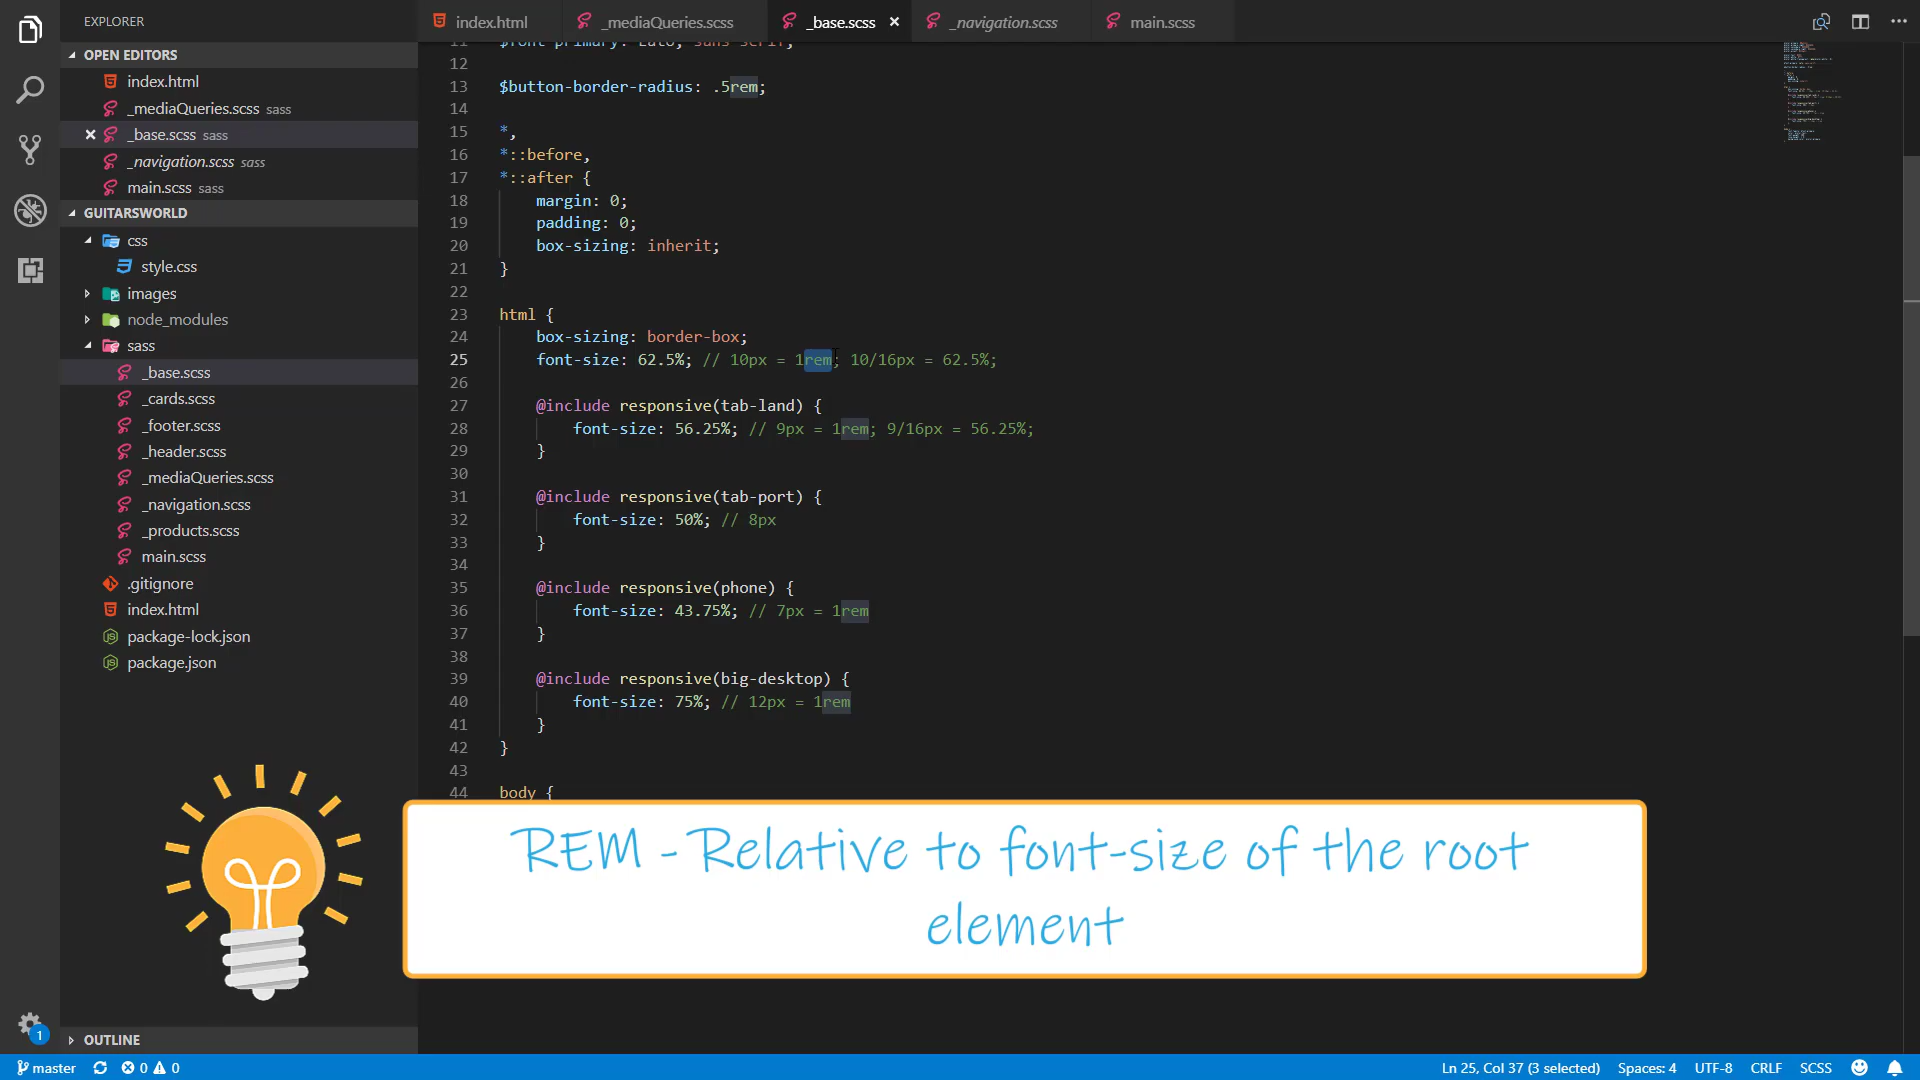 EXPLORER
OPEN EDITORS
index.html
_mediaQueries.scss sass
_base.scss sass
_navigation.scss sass
main.scss sass
GUITARSWORLD
css
style.css
images
node_modules
sass
_base.scss
_cards.scss
_footer.scss
_header.scss
_mediaQueries.scss
_navigation.scss
_products.scss
main.scss
.gitignore
index.html
package-lock.json
package.json
OUTLINE
index.html _mediaQueries.scss _base.scss _navigation.scss main.scss
11 $font-primary: Lato, sans-serif;
12
13 $button-border-radius: .5rem;
14
15 *,
16 *::before,
17 *::after {
18 margin: 0;
19 padding: 0;
20 box-sizing: inherit;
21 }
22
23 html {
24 box-sizing: border-box;
25 font-size: 62.5%; // 10px = 1rem; 10/16px = 62.5%;
26
27 @include responsive(tab-land) {
28 font-size: 56.25%; // 9px = 1rem; 9/16px = 56.25%;
29 }
30
31 @include responsive(tab-port) {
32 font-size: 50%; // 8px
33 }
34
35 @include responsive(phone) {
36 font-size: 43.75%; // 7px = 1rem
37 }
38
39 @include responsive(big-desktop) {
40 font-size: 75%; // 12px = 1rem
41 }
42 }
43
44 body {
REM - Relative to font-size of the root
element
1
master 0 0 Ln 25, Col 37 (3 selected) Spaces: 4 UTF-8 CRLF SCSS